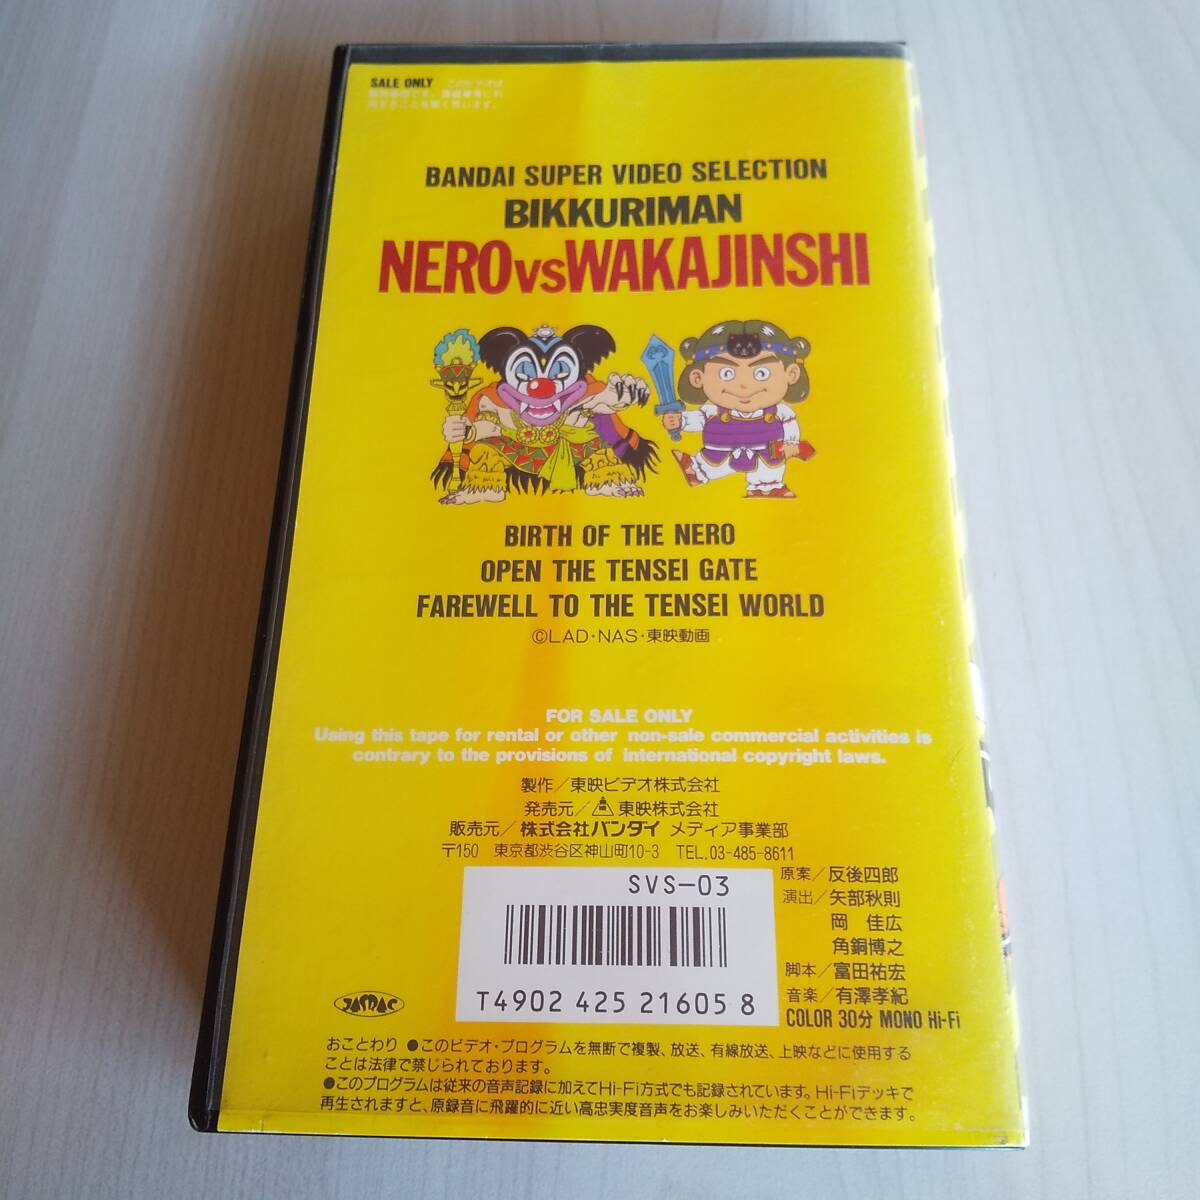 SALE ONLY このビデオは
BANDAI SUPER VIDEO SELECTION
BIKKURIMAN
NERO vs WAKAJINSHI
BIRTH OF THE NERO
OPEN THE TENSEI GATE
FAREWELL TO THE TENSEI WORLD
©LAD・NAS・東映動画
FOR SALE ONLY
Using this tape for rental or other non-sale commercial activities is
contrary to the provisions of international copyright laws.
製作／東映ビデオ株式会社
発売元／東映株式会社
販売元／株式会社バンダイ メディア事業部
〒150 東京都渋谷区神山町10-3 TEL.03-485-8611
原案／反後四郎
演出／矢部秋則
岡 佳広
角銅博之
脚本／富田祐宏
音楽／有澤孝紀
COLOR 30分 MONO Hi-Fi
SVS-03
T4902 425 21605 8
JASRAC
おことわり ●このビデオ・プログラムを無断で複製、放送、有線放送、上映などに使用する
ことは法律で禁じられております。
●このプログラムは従来の音声記録に加えてHi-Fi方式でも記録されています。Hi-Fiデッキで
再生されますと、原録音に飛躍的に近い高忠実度音声をお楽しみいただくことができます。